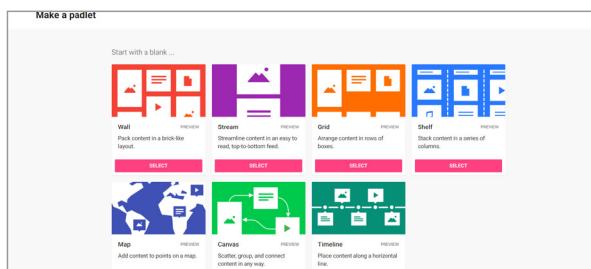 Make a padlet
Start with a blank ...
Wall PREVIEW
Pack content in a brick-like
layout.
SELECT
Stream PREVIEW
Streamline content in an easy to
read, top-to-bottom feed.
SELECT
Grid PREVIEW
Arrange content in rows of
boxes.
SELECT
Shelf PREVIEW
Stack content in a series of
columns.
SELECT
Map PREVIEW
Add content to points on a map.
Canvas PREVIEW
Scatter, group, and connect
content in any way.
Timeline PREVIEW
Place content along a horizontal
line.